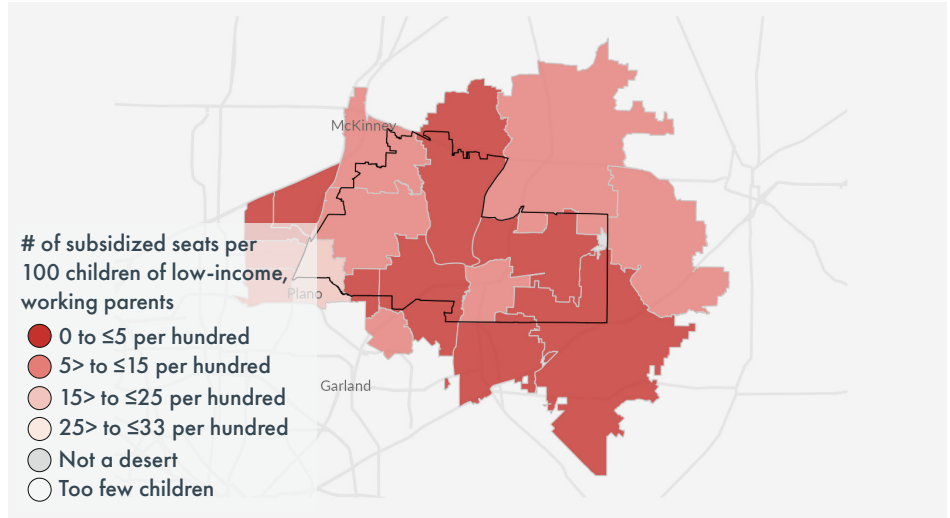 McKinney
# of subsidized seats per
100 children of low-income,
working parents
Plano
0 to ≤5 per hundred
5> to ≤15 per hundred
15> to ≤25 per hundred
25> to ≤33 per hundred
Not a desert
Too few children
Garland